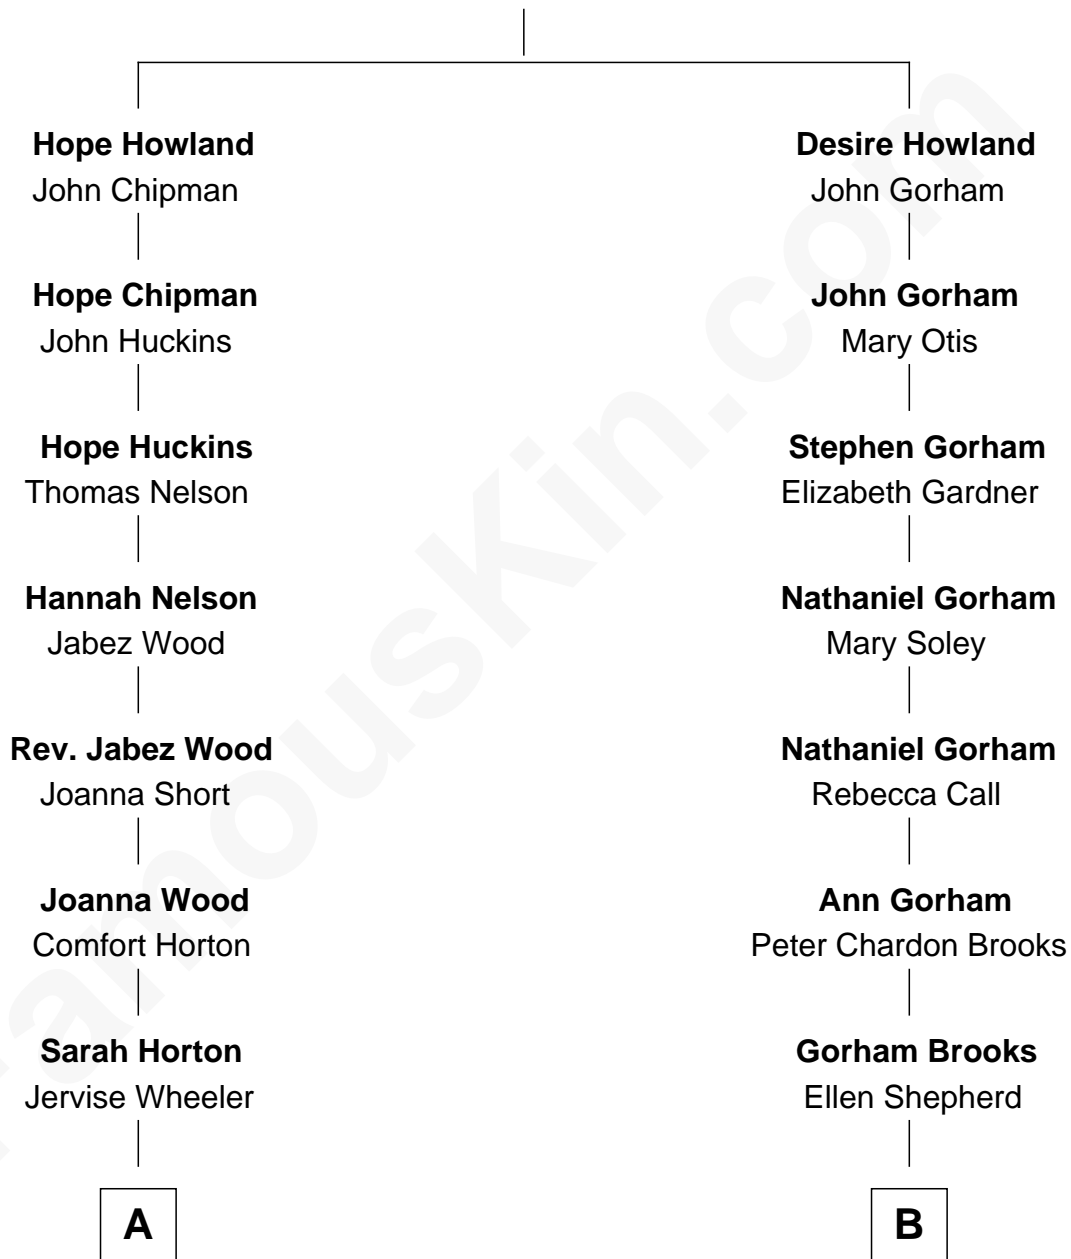 Hope Howland
John Chipman
Desire Howland
John Gorham
Hope Chipman
John Huckins
John Gorham
Mary Otis
Hope Huckins
Thomas Nelson
Stephen Gorham
Elizabeth Gardner
Hannah Nelson
Jabez Wood
Nathaniel Gorham
Mary Soley
Rev. Jabez Wood
Joanna Short
Nathaniel Gorham
Rebecca Call
Joanna Wood
Comfort Horton
Ann Gorham
Peter Chardon Brooks
Sarah Horton
Jervise Wheeler
Gorham Brooks
Ellen Shepherd
A
B
FamousKin.com